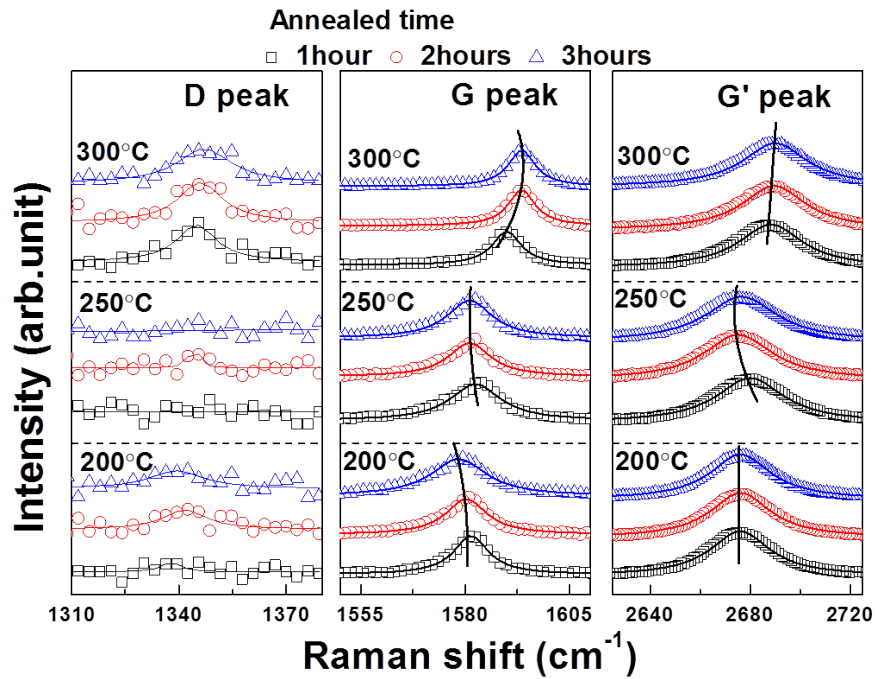 Annealed time
1hour 2hours 3hours
D peak G peak G' peak
300°C 300°C 300°C
250°C 250°C 250°C
200°C 200°C 200°C
Intensity (arb.unit)
1310 1340 1370 1555 1580 1605 2640 2680 2720
Raman shift (cm⁻¹)